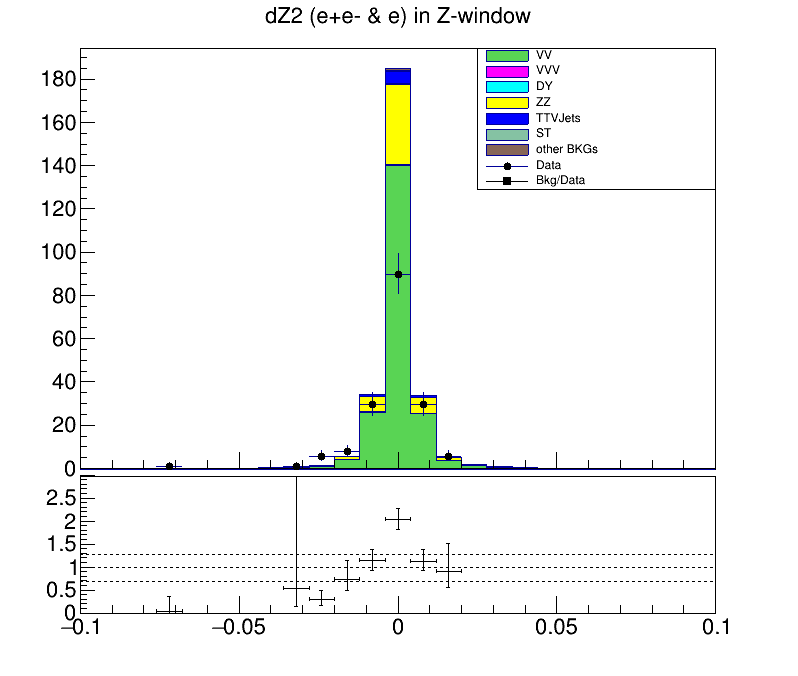 dZ2 (e+e- & e) in Z-window
VV
VVV
DY
ZZ
TTVJets
ST
other BKGs
Data
Bkg/Data
180
160
140
120
100
80
60
40
20
0
2.5
2
1.5
1
0.5
0
−0.1 −0.05 0 0.05 0.1